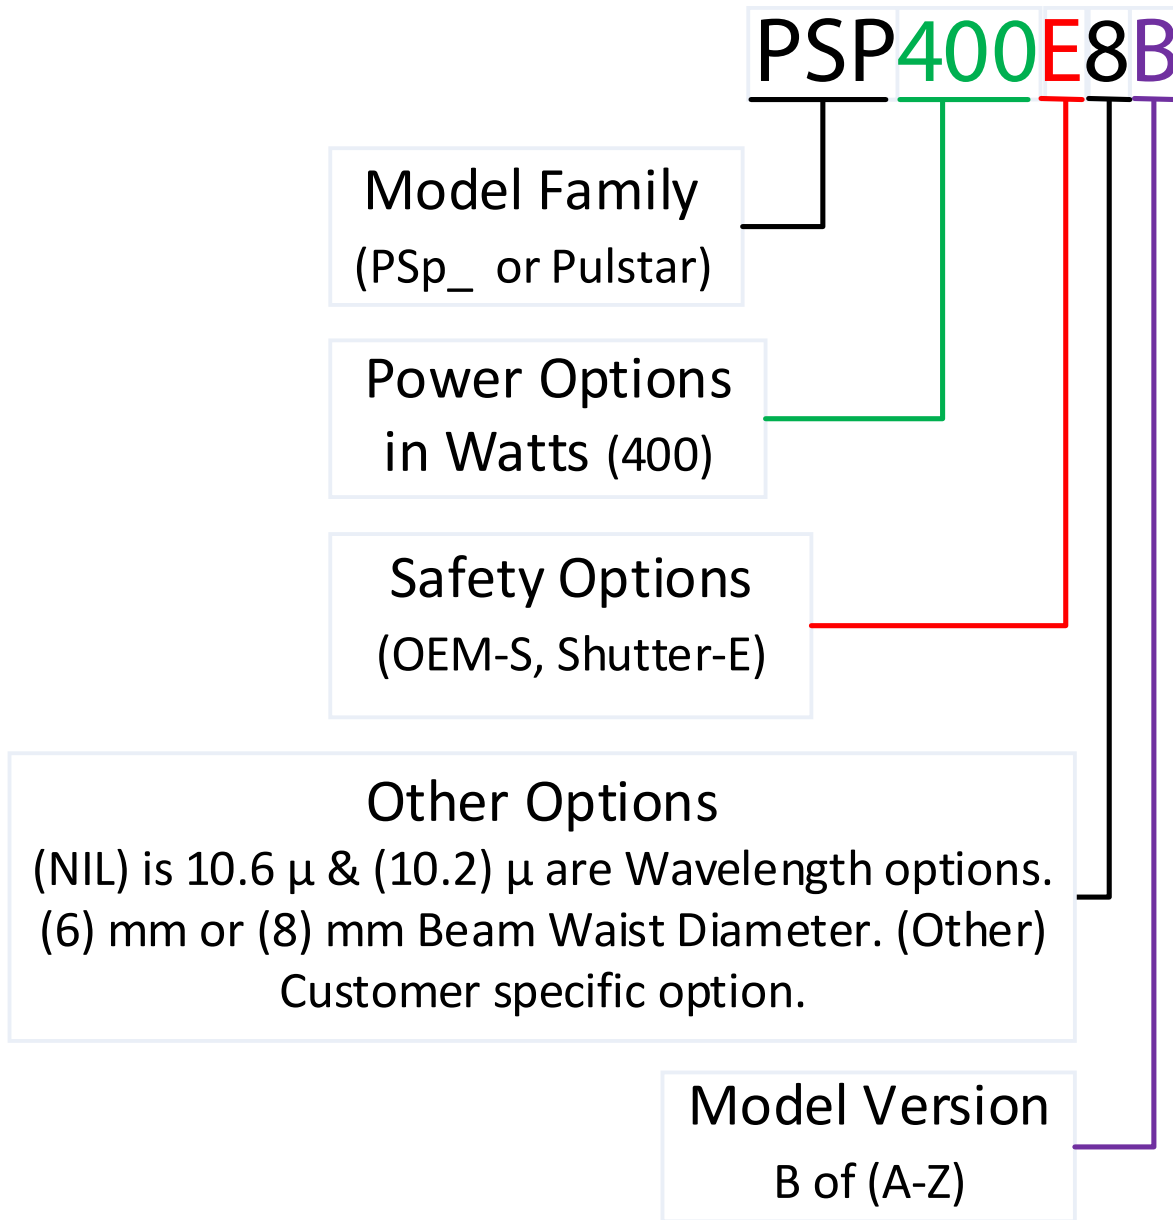 PSP400E8B
Model Family
(PSp_ or Pulstar)
Power Options
in Watts (400)
Safety Options
(OEM-S, Shutter-E)
Other Options
(NIL) is 10.6 µ & (10.2) µ are Wavelength options.
(6) mm or (8) mm Beam Waist Diameter. (Other)
Customer specific option.
Model Version
B of (A-Z)